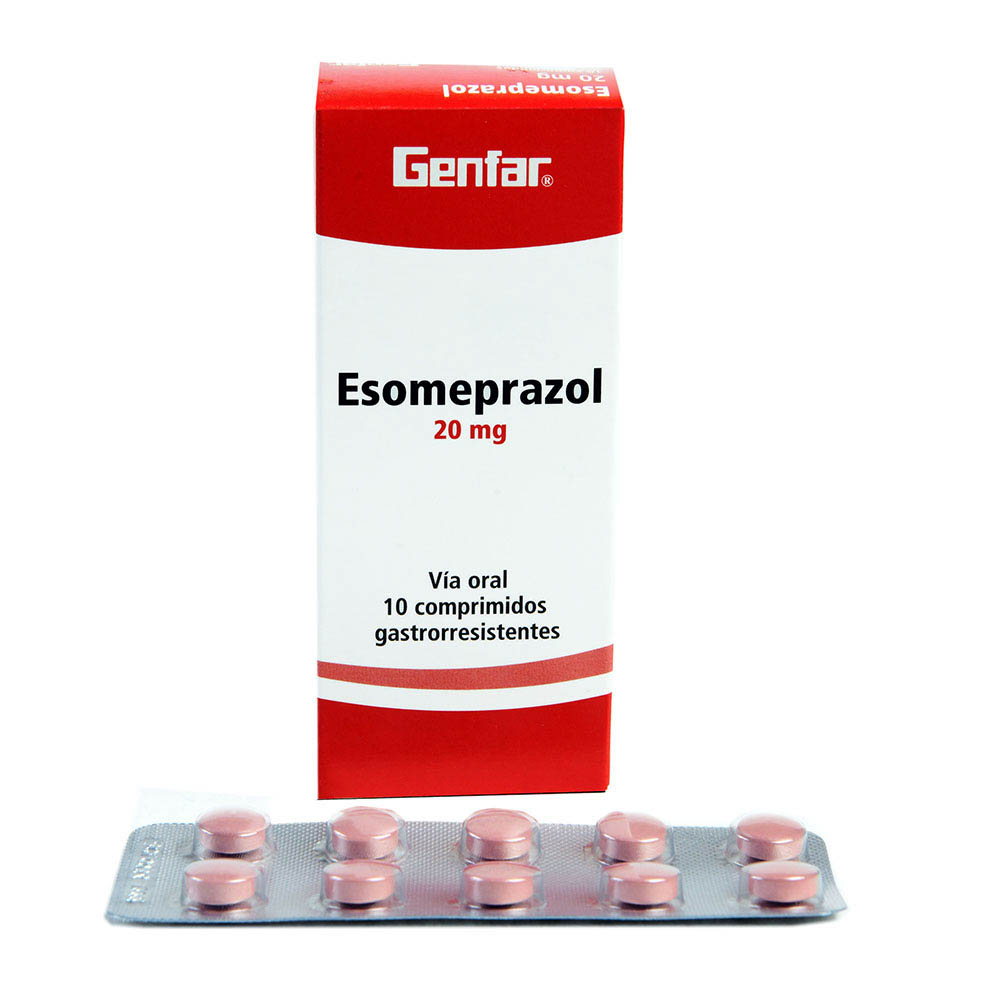 Esomeprazol
20 mg
Genfar®
Esomeprazol
20 mg
Vía oral
10 comprimidos
gastrorresistentes